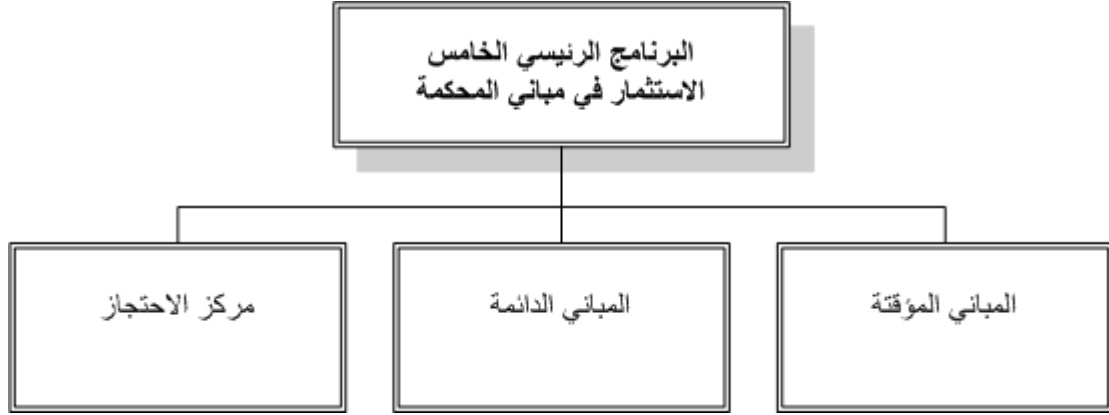 البرنامج الرئيسي الخامس
الاستثمار في مباني المحكمة
المباني المؤقتة
المباني الدائمة
مركز الاحتجاز